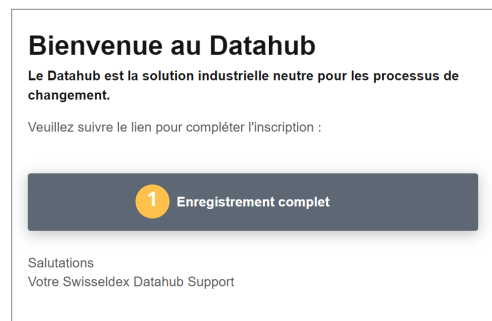 Bienvenue au Datahub
Le Datahub est la solution industrielle neutre pour les processus de
changement.
Veuillez suivre le lien pour compléter l'inscription :
1 Enregistrement complet
Salutations
Votre Swisseldex Datahub Support